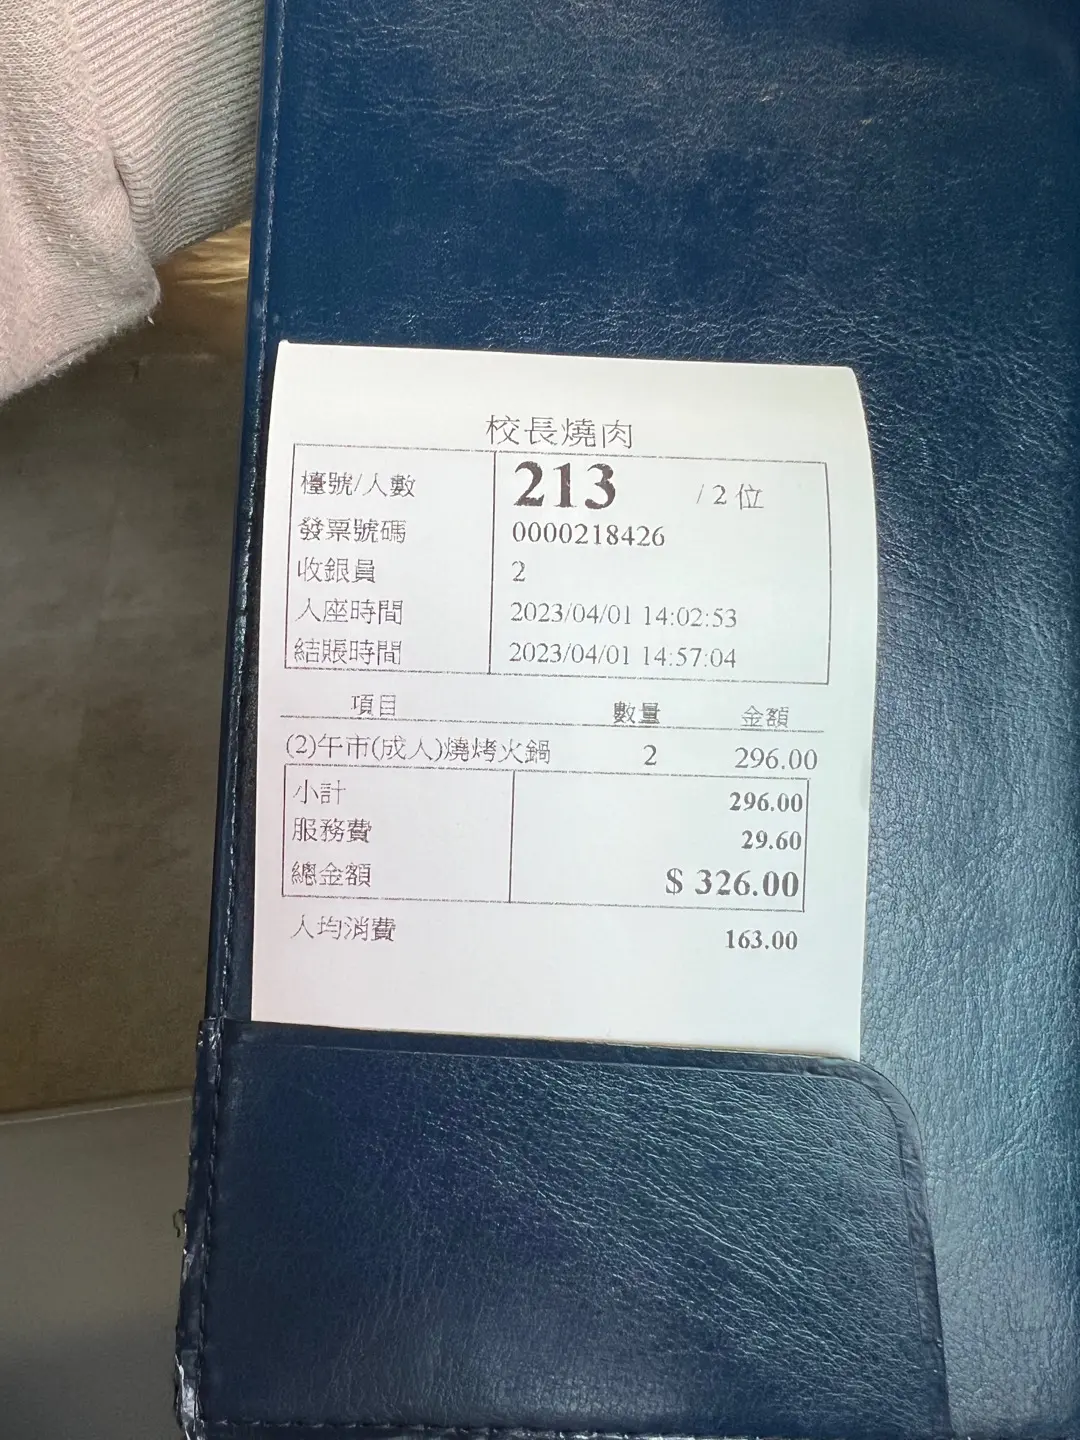 校長燒肉
檯號/人數 213 / 2 位
發票號碼 0000218426
收銀員 2
入座時間 2023/04/01 14:02:53
結賬時間 2023/04/01 14:57:04
項目 數量 金額
(2)午市(成人)燒烤火鍋 2 296.00
小計 296.00
服務費 29.60
總金額 $ 326.00
人均消費 163.00